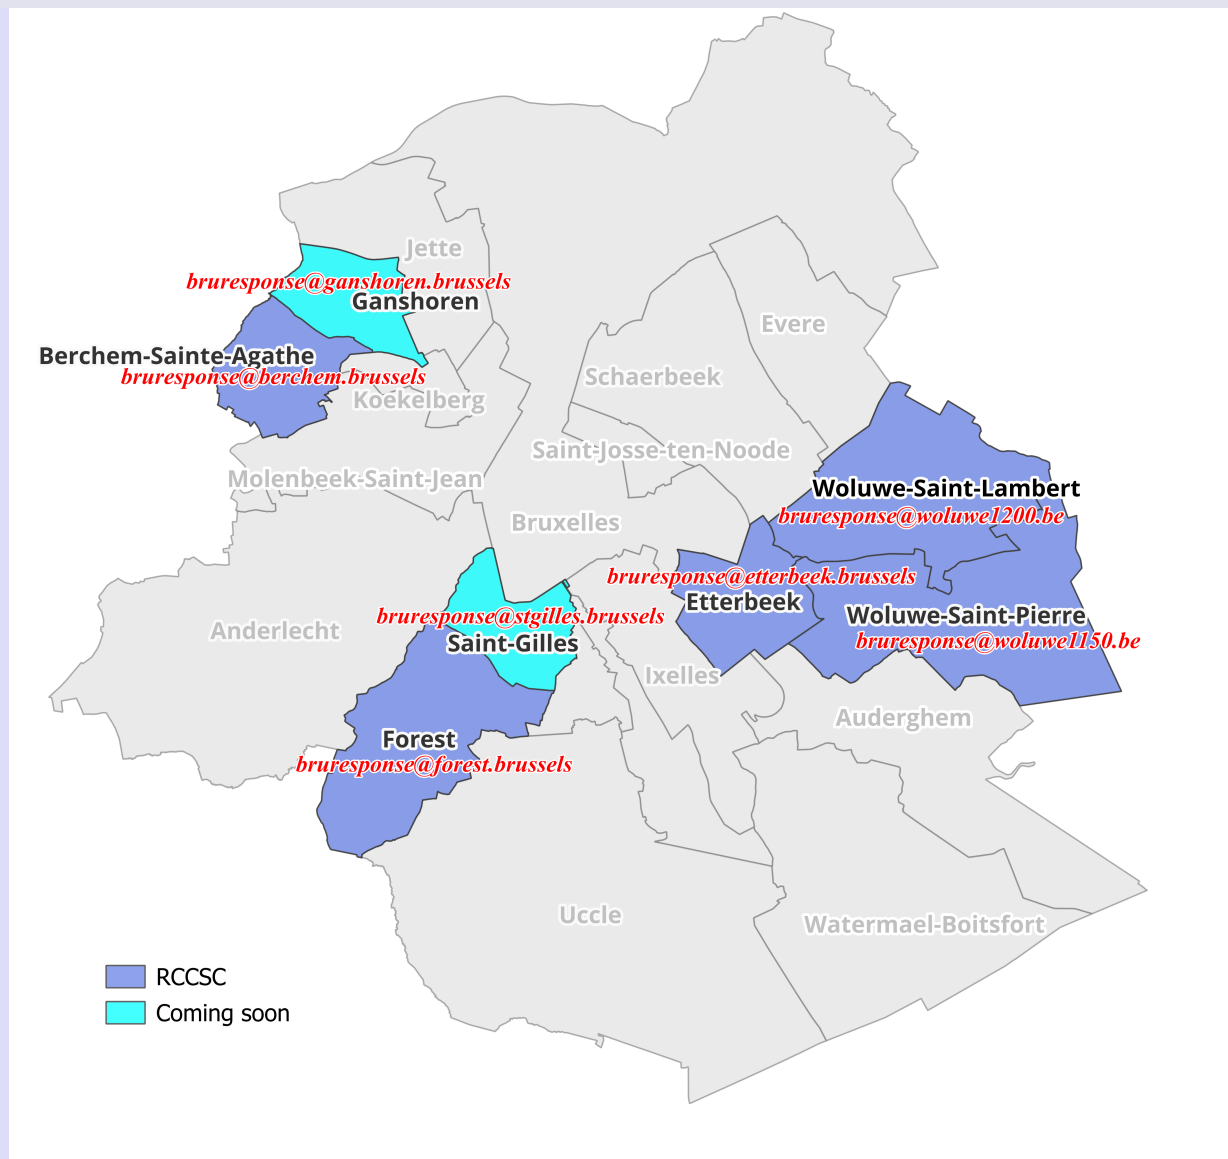 Jette
bruresponse@ganshoren.brussels
Ganshoren
Evere
Berchem-Sainte-Agathe
bruresponse@berchem.brussels
Schaerbeek
Koekelberg
Saint-Josse-ten-Noode
Molenbeek-Saint-Jean
Woluwe-Saint-Lambert
bruresponse@woluwe1200.be
Bruxelles
bruresponse@etterbeek.brussels
Etterbeek
bruresponse@stgilles.brussels
Woluwe-Saint-Pierre
Anderlecht
Saint-Gilles
bruresponse@woluwe1150.be
Ixelles
Auderghem
Forest
bruresponse@forest.brussels
Uccle
Watermael-Boitsfort
RCCSC
Coming soon